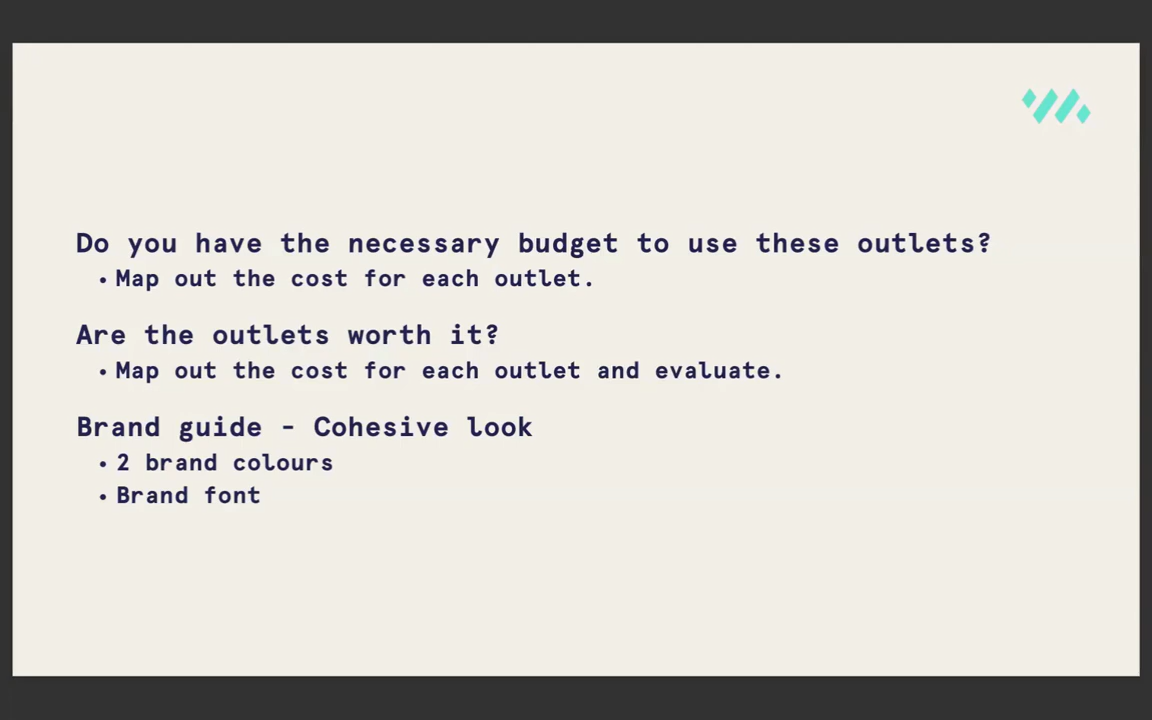 Do you have the necessary budget to use these outlets?
• Map out the cost for each outlet.
Are the outlets worth it?
• Map out the cost for each outlet and evaluate.
Brand guide - Cohesive look
• 2 brand colours
• Brand font